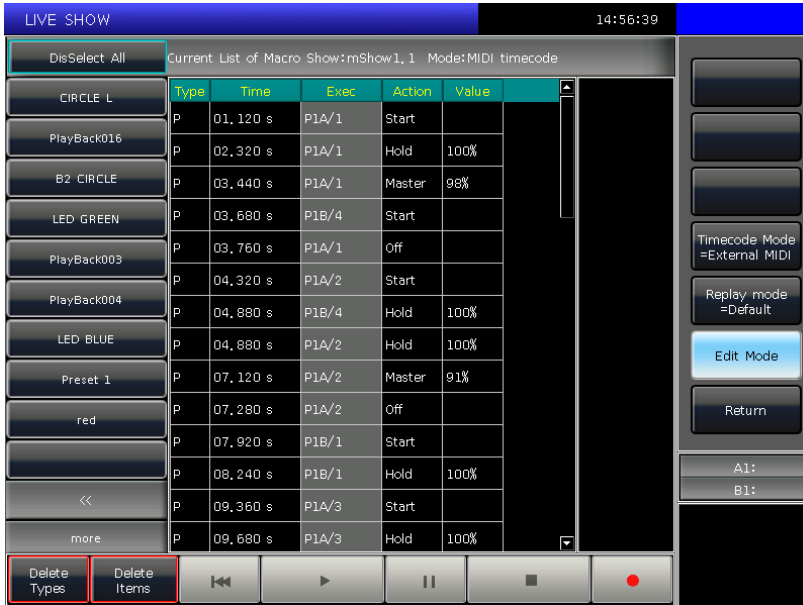 LIVE SHOW 14:56:39
DisSelect All
Current List of Macro Show:mShow1.1 Mode:MIDI timecode
CIRCLE L
PlayBack016
B2 CIRCLE
LED GREEN
PlayBack003
PlayBack004
LED BLUE
Preset 1
red
<<
more
Type Time Exec Action Value
P 01.120 s P1A/1 Start
P 02.320 s P1A/1 Hold 100%
P 03.440 s P1A/1 Master 98%
P 03.680 s P1B/4 Start
P 03.760 s P1A/1 Off
P 04.320 s P1A/2 Start
P 04.880 s P1B/4 Hold 100%
P 04.880 s P1A/2 Hold 100%
P 07.120 s P1A/2 Master 91%
P 07.280 s P1A/2 Off
P 07.920 s P1B/1 Start
P 08.240 s P1B/1 Hold 100%
P 09.360 s P1A/3 Start
P 09.680 s P1A/3 Hold 100%
Timecode Mode
=External MIDI
Replay mode
=Default
Edit Mode
Return
A1:
B1:
Delete
Types
Delete
Items